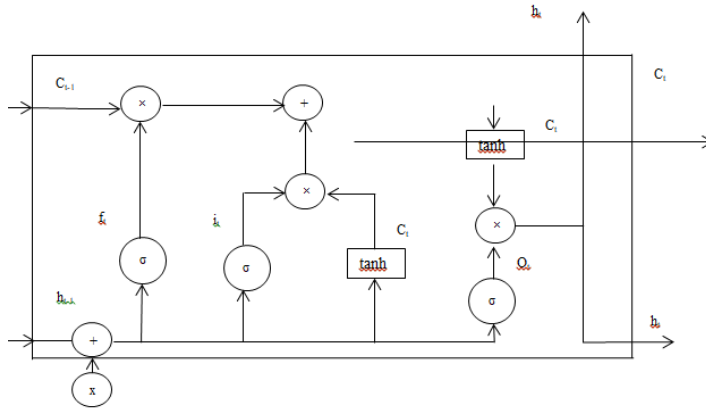 hₜ
Cₜ₋₁
Cₜ
×
+
Cₜ
tanh
×
fₜ
iₜ
×
Cₜ
Oₜ
σ
σ
tanh
σ
hₜ₋₁
hₜ
+
x